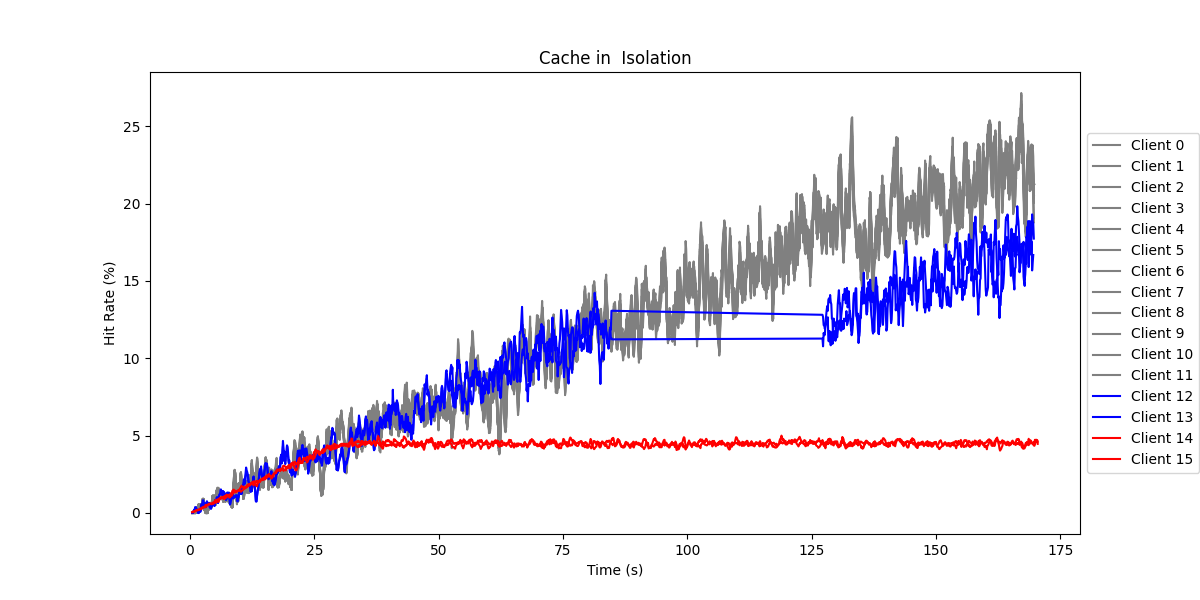 Cache in  Isolation
Hit Rate (%)
25
20
15
10
5
0
0 25 50 75 100 125 150 175
Time (s)
Client 0
Client 1
Client 2
Client 3
Client 4
Client 5
Client 6
Client 7
Client 8
Client 9
Client 10
Client 11
Client 12
Client 13
Client 14
Client 15